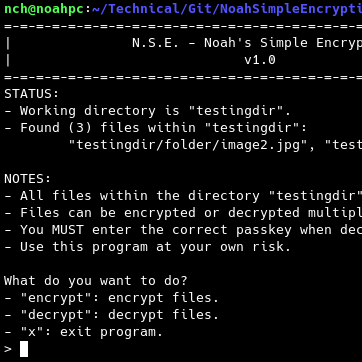 nch@noahpc:~/Technical/Git/NoahSimpleEncrypti
=-=-=-=-=-=-=-=-=-=-=-=-=-=-=-=-=-=-=-=-=-=-=
| N.S.E. - Noah's Simple Encryp
| v1.0
=-=-=-=-=-=-=-=-=-=-=-=-=-=-=-=-=-=-=-=-=-=-=
STATUS:
- Working directory is "testingdir".
- Found (3) files within "testingdir":
"testingdir/folder/image2.jpg", "test
NOTES:
- All files within the directory "testingdir"
- Files can be encrypted or decrypted multipl
- You MUST enter the correct passkey when dec
- Use this program at your own risk.
What do you want to do?
- "encrypt": encrypt files.
- "decrypt": decrypt files.
- "x": exit program.
>